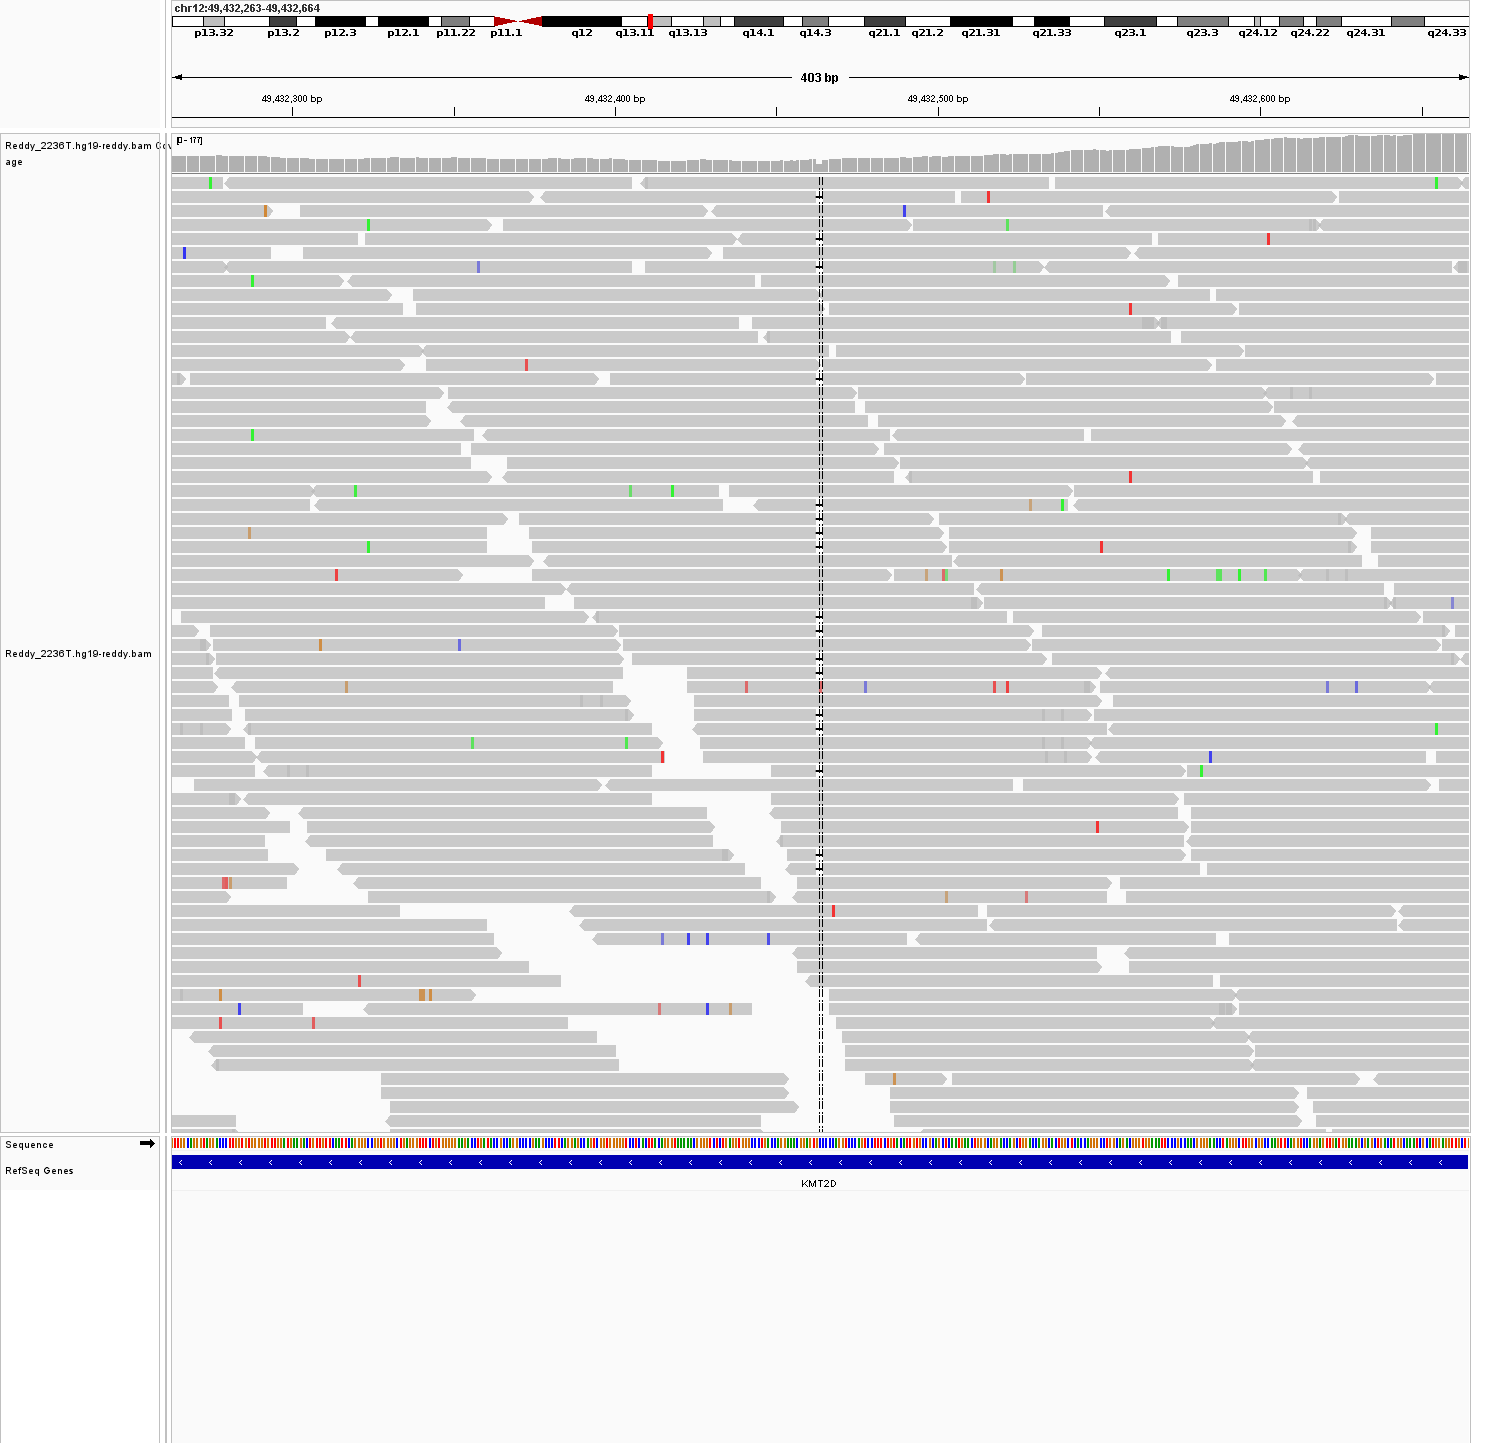 chr12:49,432,263-49,432,664
p13.32 p13.2 p12.3 p12.1 p11.22 p11.1 q12 q13.11 q13.13 q14.1 q14.3 q21.1 q21.2 q21.31 q21.33 q23.1 q23.3 q24.12 q24.22 q24.31 q24.33
403 bp
49,432,300 bp 49,432,400 bp 49,432,500 bp 49,432,600 bp
[0 - 177]
Reddy_2236T.hg19-reddy.bam Cov
age
Reddy_2236T.hg19-reddy.bam
Sequence
RefSeq Genes
KMT2D